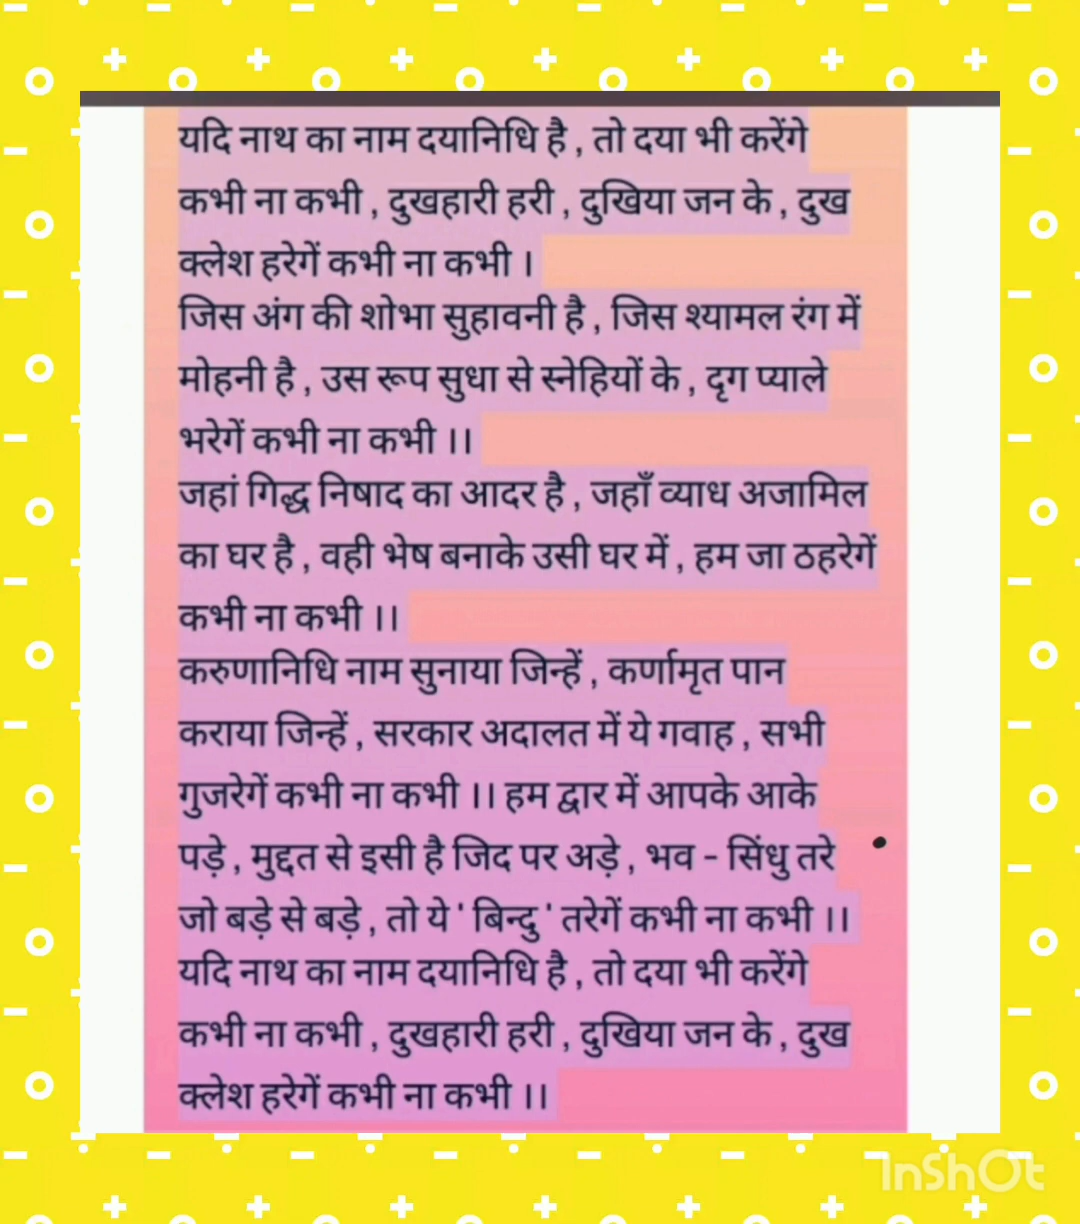 यदि नाथ का नाम दयानिधि है , तो दया भी करेंगे
कभी ना कभी , दुखहारी हरी , दुखिया जन के , दुख
क्लेश हरेगें कभी ना कभी ।
जिस अंग की शोभा सुहावनी है , जिस श्यामल रंग में
मोहनी है , उस रूप सुधा से स्नेहियों के , दृग प्याले
भरेगें कभी ना कभी ।।
जहां गिद्ध निषाद का आदर है , जहाँ व्याध अजामिल
का घर है , वही भेष बनाके उसी घर में , हम जा ठहरेगें
कभी ना कभी ।।
करुणानिधि नाम सुनाया जिन्हें , कर्णामृत पान
कराया जिन्हें , सरकार अदालत में ये गवाह , सभी
गुजरेगें कभी ना कभी ।। हम द्वार में आपके आके
पड़े , मुद्दत से इसी है जिद पर अड़े , भव - सिंधु तरे
जो बड़े से बड़े , तो ये ' बिन्दु ' तरेगें कभी ना कभी ।।
यदि नाथ का नाम दयानिधि है , तो दया भी करेंगे
कभी ना कभी , दुखहारी हरी , दुखिया जन के , दुख
क्लेश हरेगें कभी ना कभी ।।
InShOt